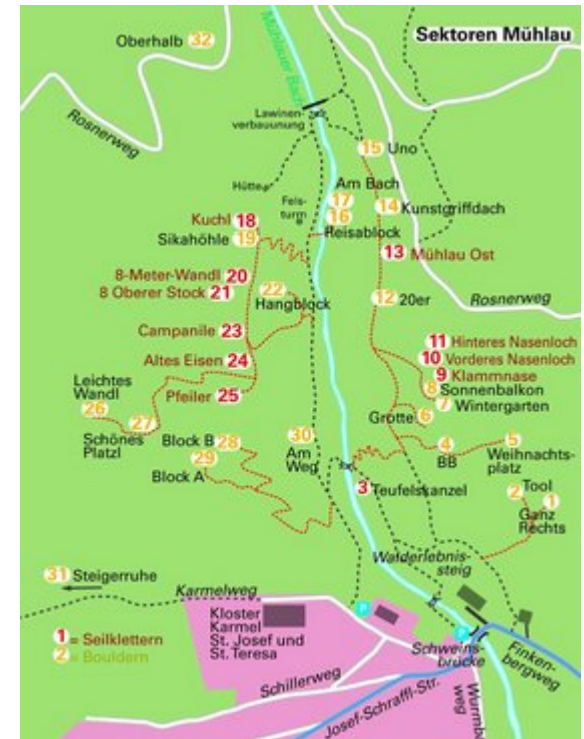 Sektoren Mühlau
Oberhalb 32
Mühlauer Bach
Rosnerweg
Lawinen-
verbauunung
15 Uno
Hütte
Am Bach
17
Fels-
turm
16
14 Kunstgriffdach
Kuchl 18
Reisablock
Sikahöhle 19
13 Mühlau Ost
8-Meter-Wandl 20
8 Oberer Stock 21
22
Hangblock
12 20er
Rosnerweg
Campanile 23
11 Hinteres Nasenloch
10 Vorderes Nasenloch
Altes Eisen 24
9 Klammnase
Leichtes
Wandl
8 Sonnenbalkon
Pfeiler 25
7 Wintergarten
26
27
Grotte 6
Schönes
Platzl
Block B 28
30
Am
Weg
4
BB
5
Weihnachts-
platz
29
Block A
3 Teufelskanzel
Tool
2
1
Ganz
Rechts
Walderlebnis-
steig
31 Steigerruhe
Karmelweg
Kloster
Karmel
St. Josef und
St. Teresa
P
P
1 = Seilklettern
2 = Bouldern
Schweins-
brücke
Finken-
bergweg
Schillerweg
Josef-Schraffl-Str.
Wurmb
weg